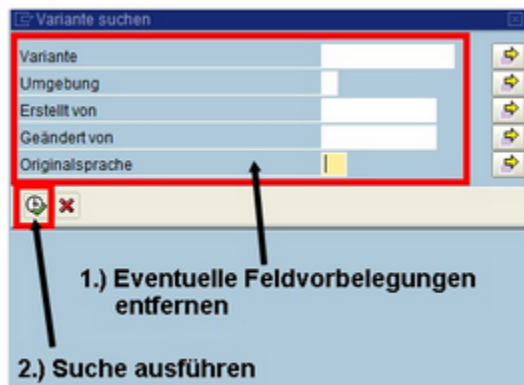 Variante suchen
Variante
Umgebung
Erstellt von
Geändert von
Originalsprache
1.) Eventuelle Feldvorbelegungen
entfernen
2.) Suche ausführen